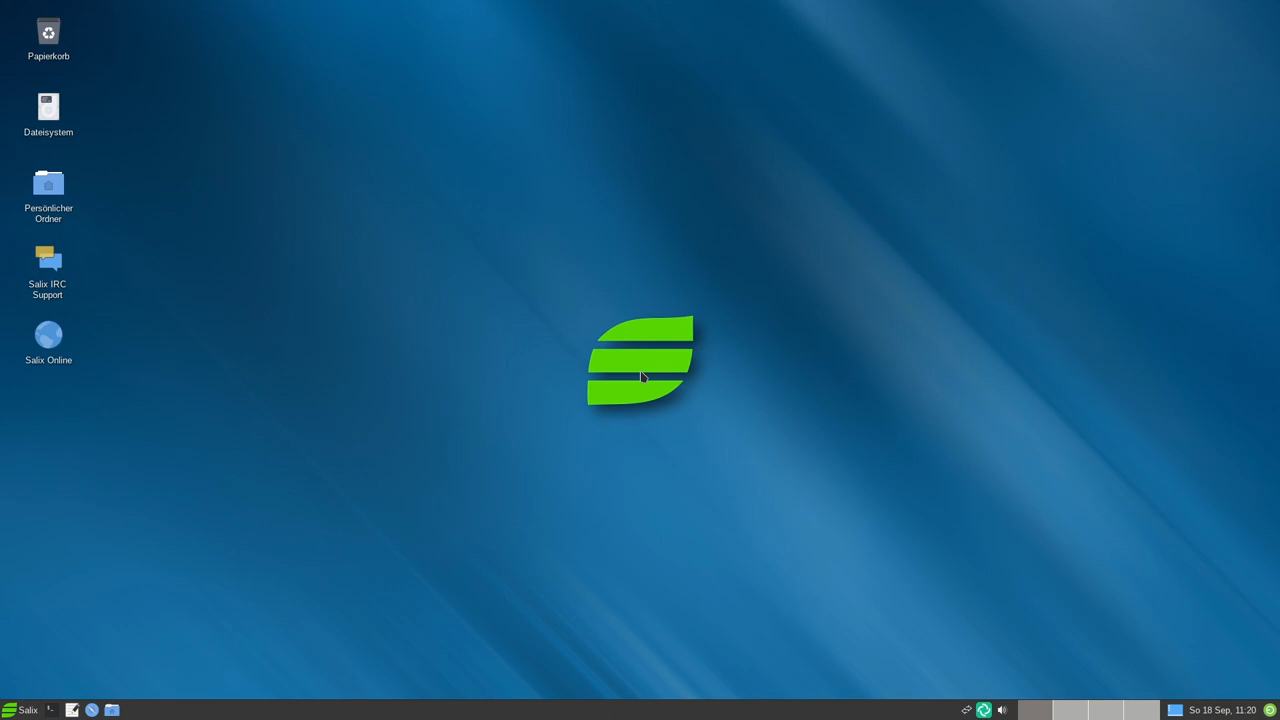 Papierkorb
Dateisystem
Persönlicher
Ordner
Salix IRC
Support
Salix Online
Salix
So 18 Sep, 11:20